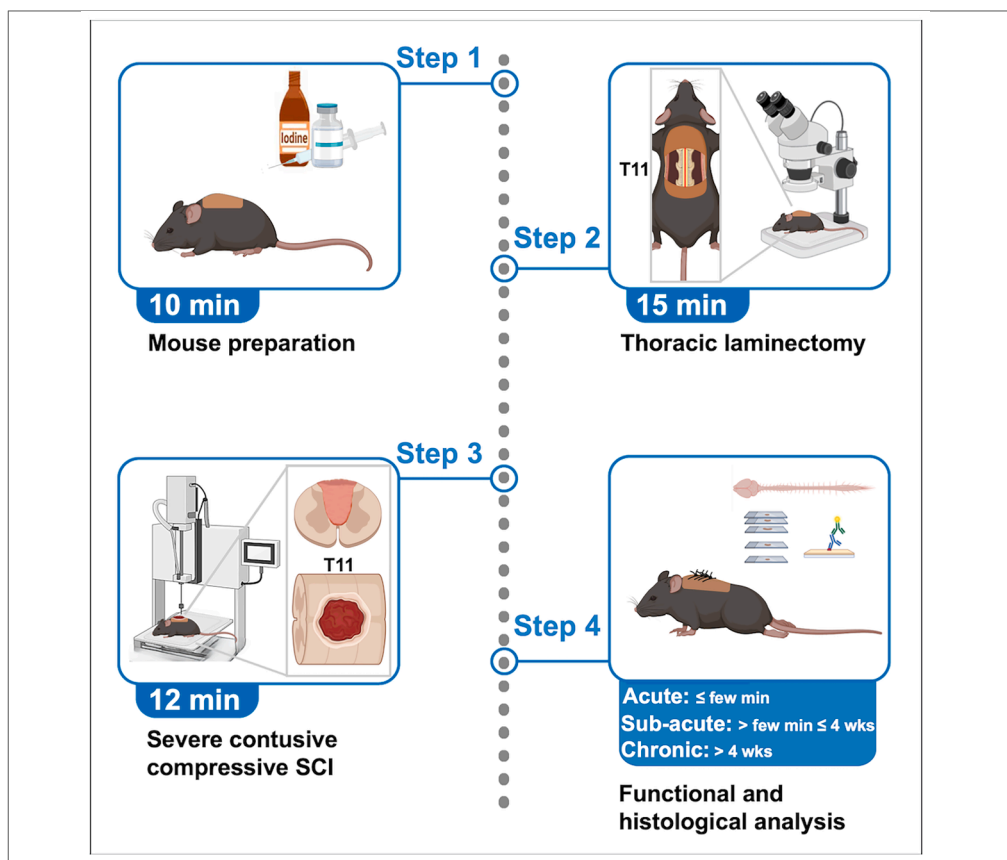 Step 1
Iodine
10 min
Mouse preparation
T11
Step 2
15 min
Thoracic laminectomy
Step 3
T11
12 min
Severe contusive
compressive SCI
Step 4
Acute: ≤ few min
Sub-acute: > few min ≤ 4 wks
Chronic: > 4 wks
Functional and
histological analysis